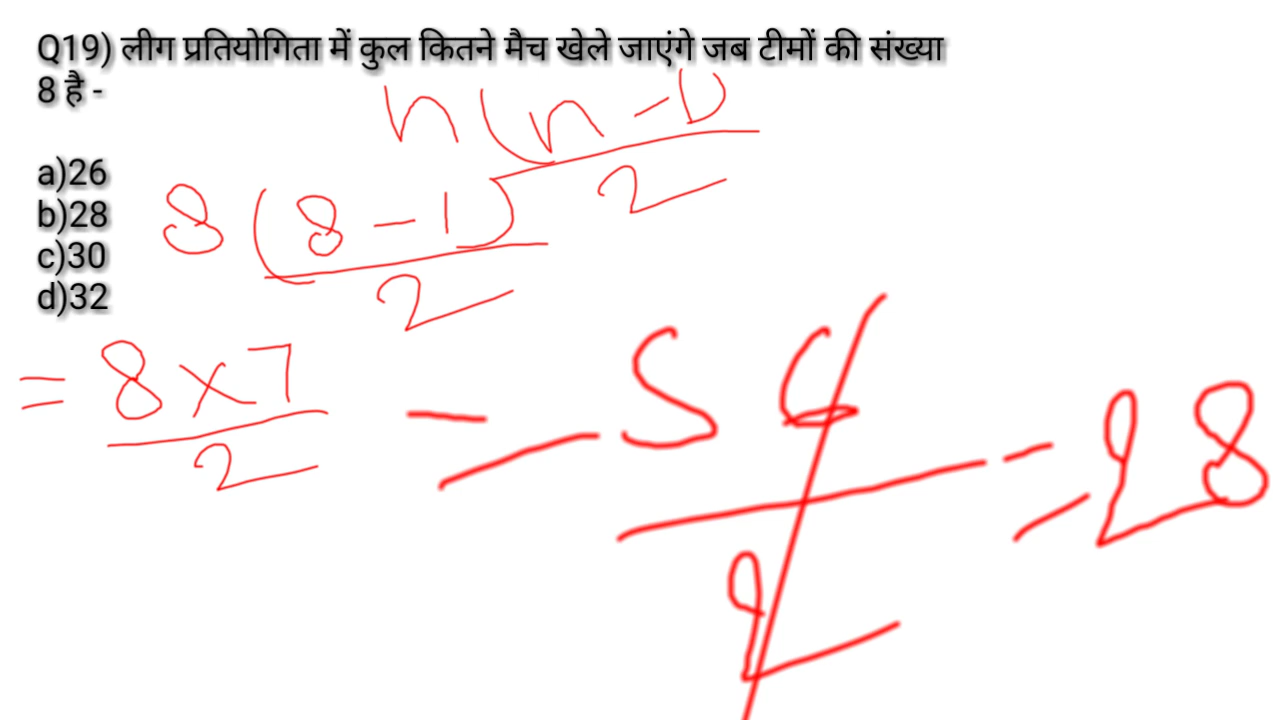 Q19) लीग प्रतियोगिता में कुल कितने मैच खेले जाएंगे जब टीमों की संख्या
8 है -
n(n-1)
2
a)26
b)28
c)30
d)32
8(8-1)
2
= 8×7
2
= 56
2
= 28